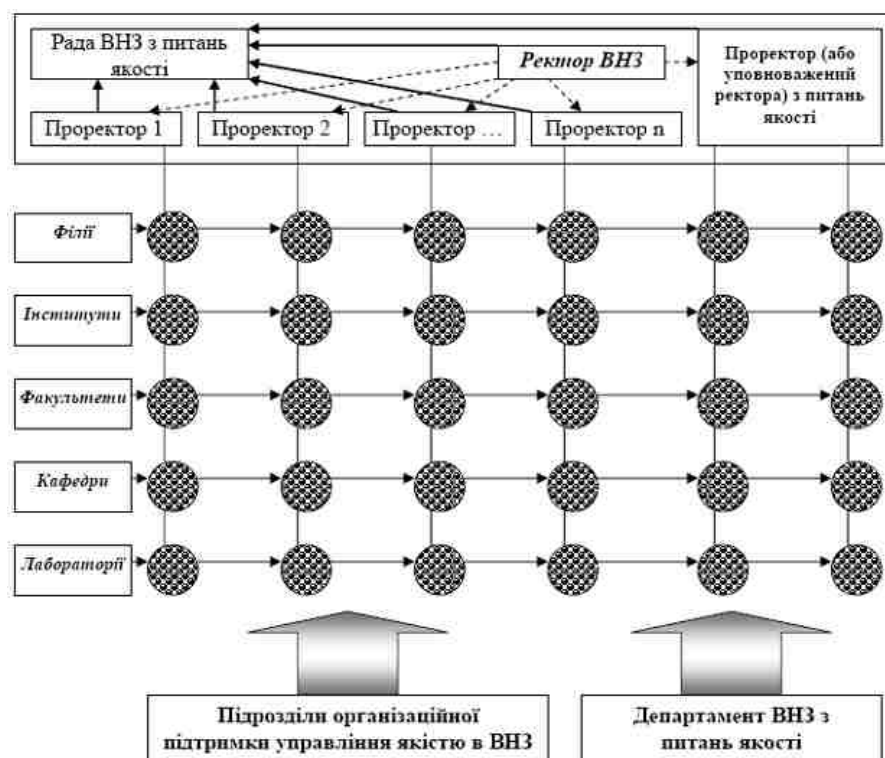 Рада ВНЗ з питань
якості
Ректор ВНЗ
Проректор (або
уповноважений
ректора) з питань
якості
Проректор 1
Проректор 2
Проректор …
Проректор n
Філії
Інститути
Факультети
Кафедри
Лабораторії
Підрозділи організаційної
підтримки управління якістю в ВНЗ
Департамент ВНЗ з
питань якості